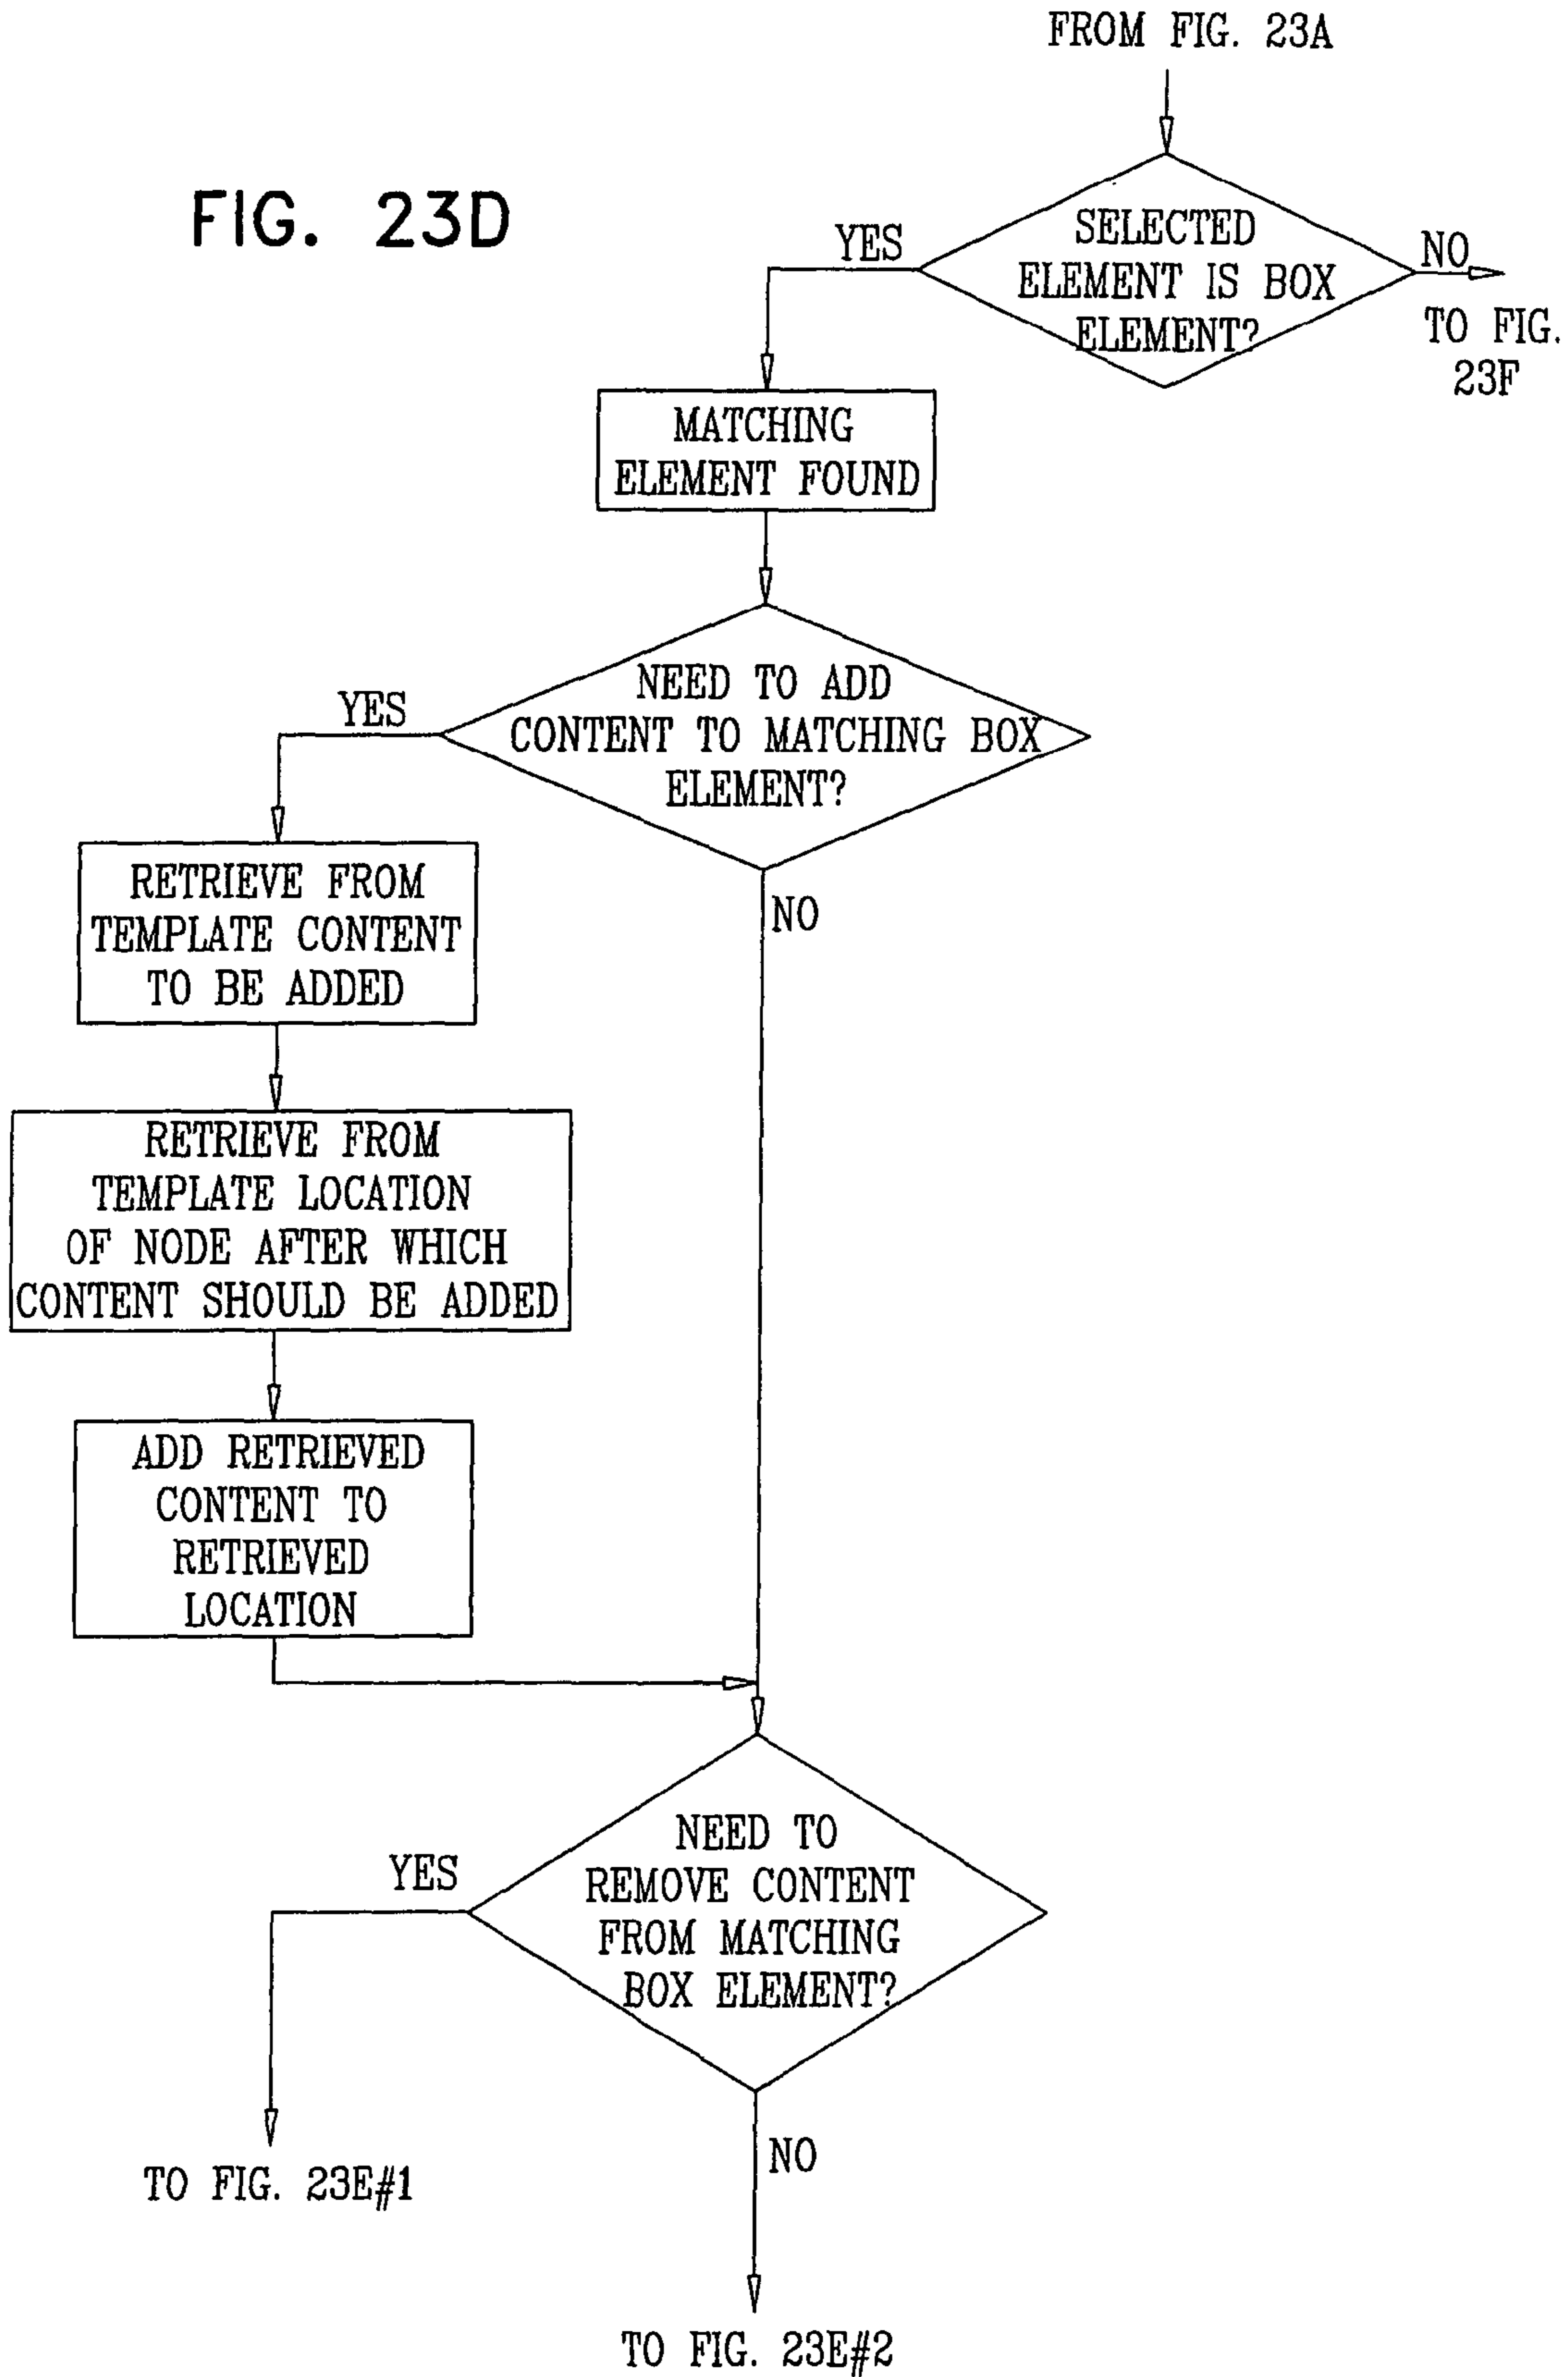 FROM FIG. 23A
FIG. 23D
SELECTED
ELEMENT IS BOX
ELEMENT?
YES
NO
TO FIG.
23F
MATCHING
ELEMENT FOUND
NEED TO ADD
CONTENT TO MATCHING BOX
ELEMENT?
YES
NO
RETRIEVE FROM
TEMPLATE CONTENT
TO BE ADDED
RETRIEVE FROM
TEMPLATE LOCATION
OF NODE AFTER WHICH
CONTENT SHOULD BE ADDED
ADD RETRIEVED
CONTENT TO
RETRIEVED
LOCATION
NEED TO
REMOVE CONTENT
FROM MATCHING
BOX ELEMENT?
YES
NO
TO FIG. 23E#1
TO FIG. 23E#2